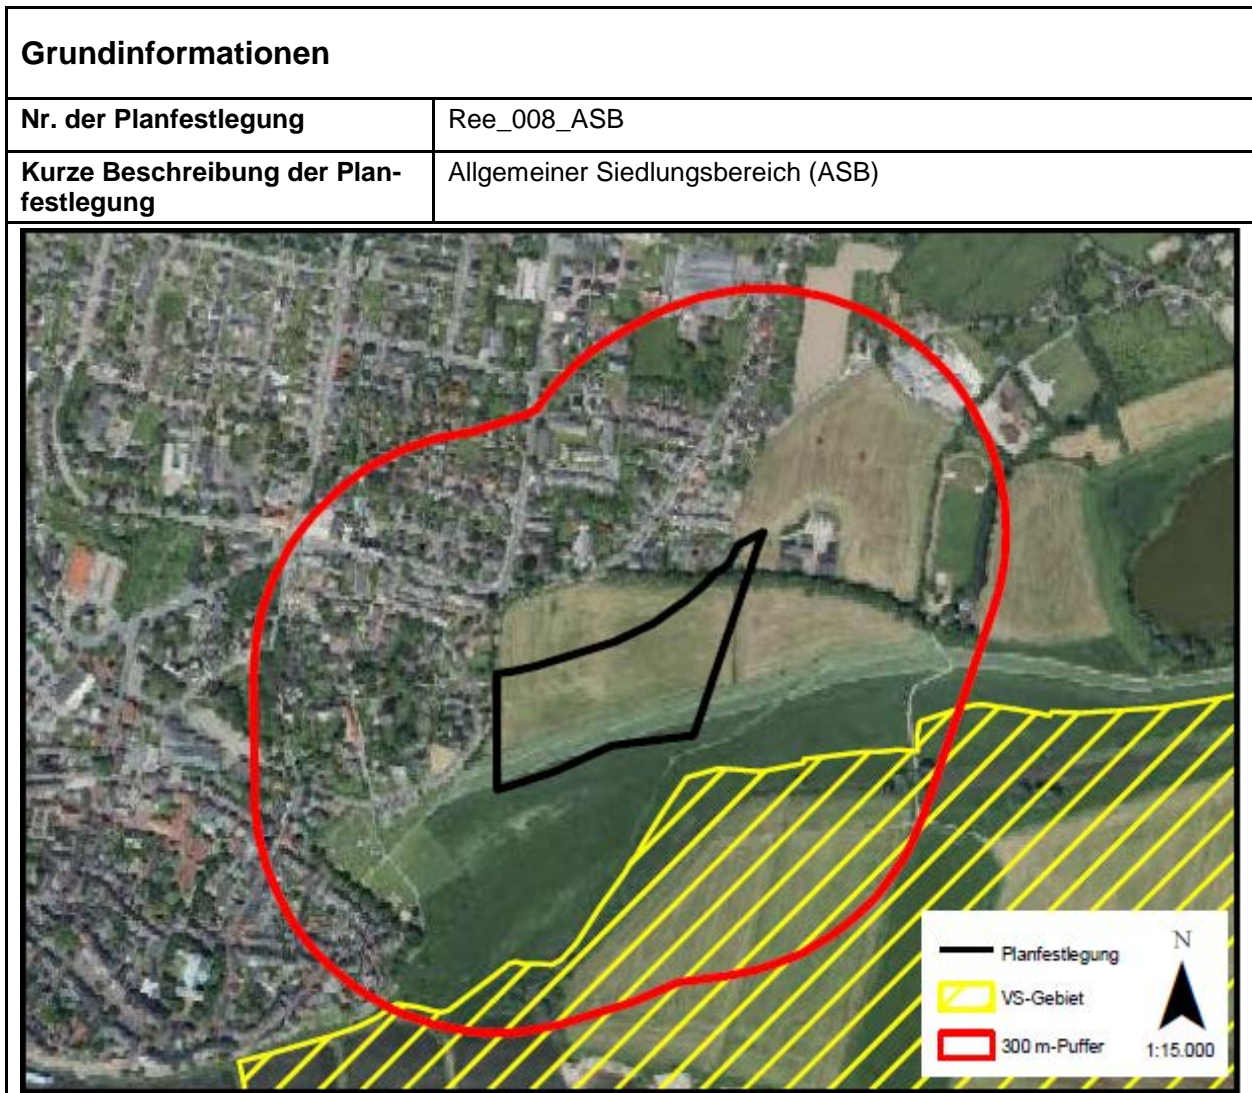 Grundinformationen
Nr. der Planfestlegung
Ree_008_ASB
Kurze Beschreibung der Plan-
festlegung
Allgemeiner Siedlungsbereich (ASB)
Planfestlegung
VS-Gebiet
300 m-Puffer
N
1:15.000